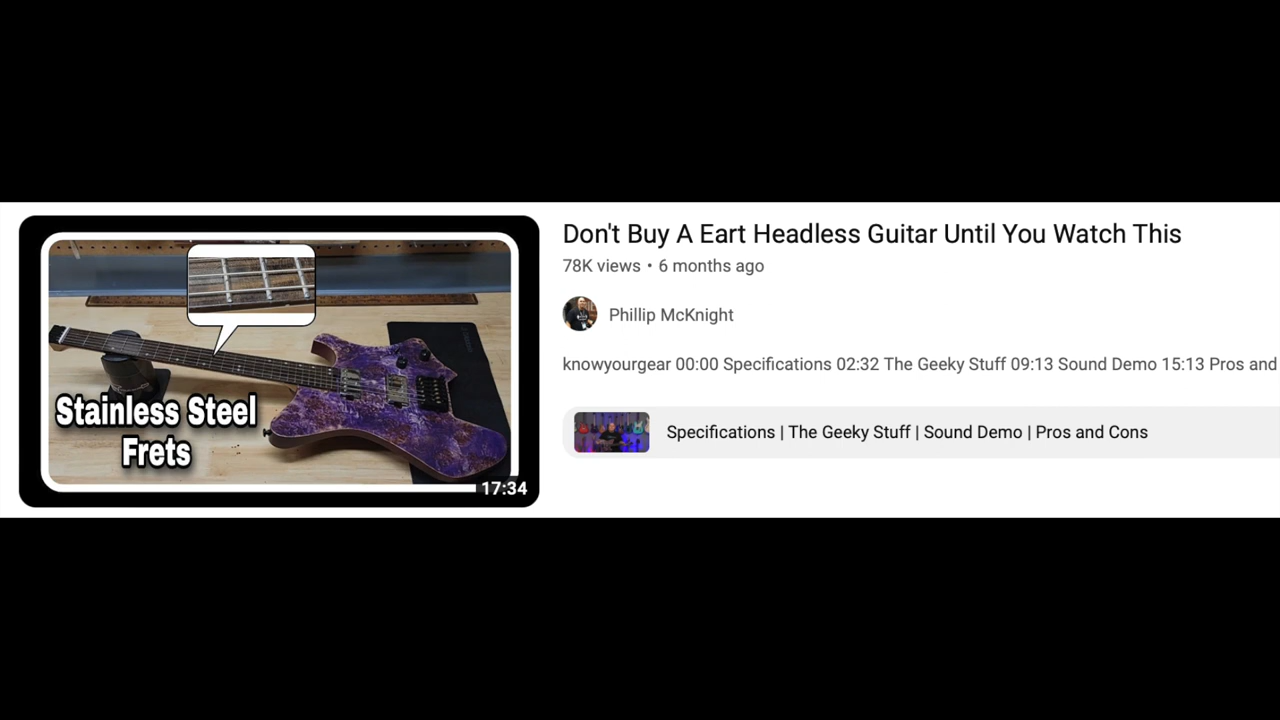 Don't Buy A Eart Headless Guitar Until You Watch This
78K views • 6 months ago
Phillip McKnight
knowyourgear 00:00 Specifications 02:32 The Geeky Stuff 09:13 Sound Demo 15:13 Pros and
Specifications | The Geeky Stuff | Sound Demo | Pros and Cons
Stainless Steel
Frets
17:34